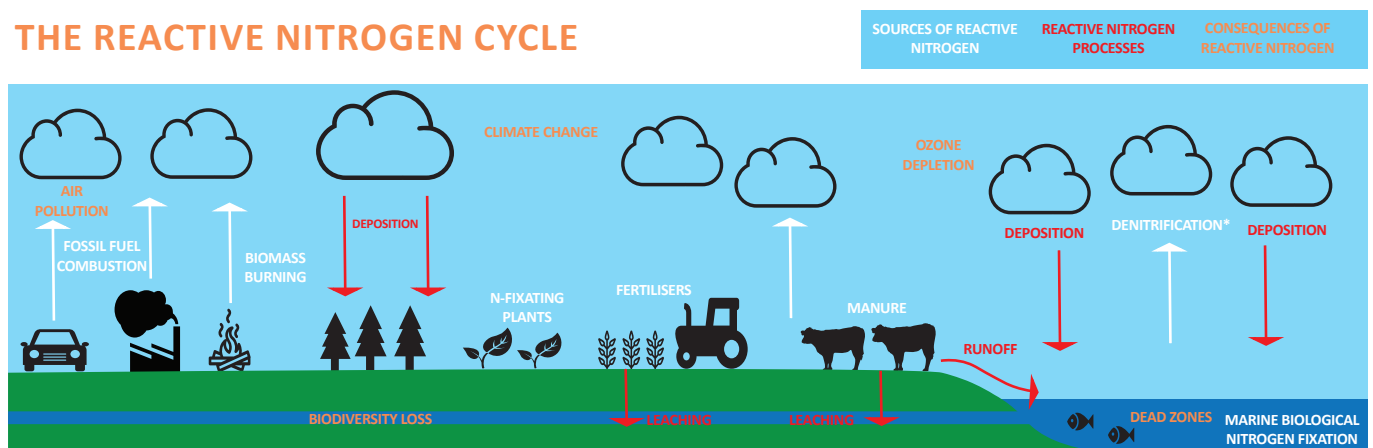 THE REACTIVE NITROGEN CYCLE
SOURCES OF REACTIVE
NITROGEN
REACTIVE NITROGEN
PROCESSES
CONSEQUENCES OF
REACTIVE NITROGEN
CLIMATE CHANGE
OZONE
DEPLETION
AIR
POLLUTION
DEPOSITION
DEPOSITION
DENITRIFICATION*
DEPOSITION
FOSSIL FUEL
COMBUSTION
BIOMASS
BURNING
N-FIXATING
PLANTS
FERTILISERS
MANURE
RUNOFF
BIODIVERSITY LOSS
LEACHING
LEACHING
DEAD ZONES
MARINE BIOLOGICAL
NITROGEN FIXATION